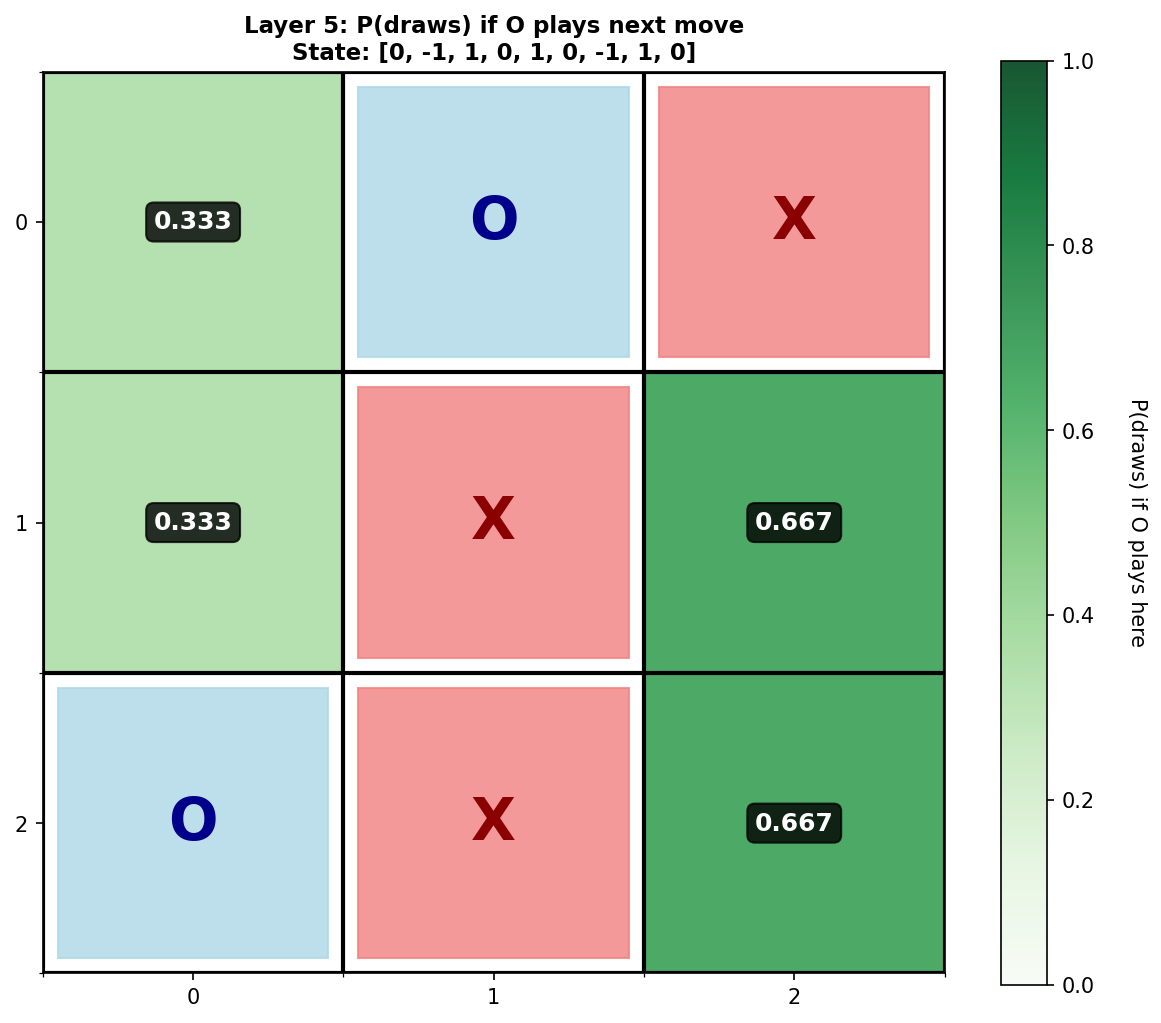 Layer 5: P(draws) if O plays next move
State: [0, -1, 1, 0, 1, 0, -1, 1, 0]
0.333
O
X
0.333
X
0.667
O
X
0.667
0
1
2
0
1
2
1.0
0.8
0.6
0.4
0.2
0.0
P(draws) if O plays here